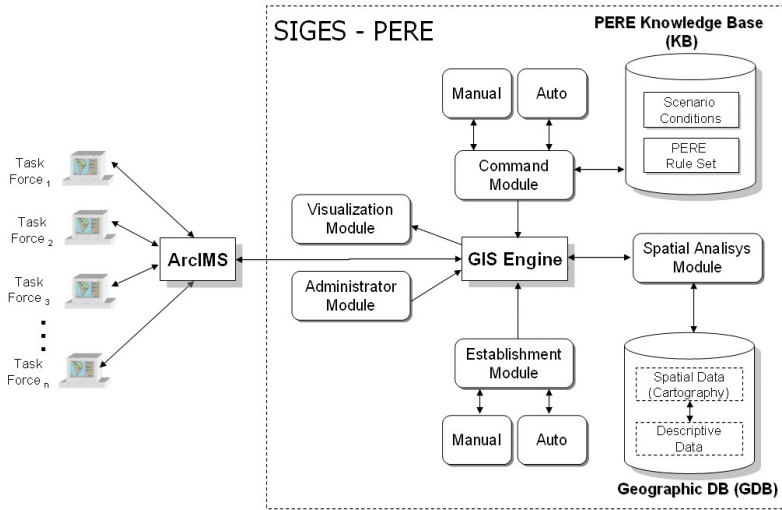 SIGES - PERE
PERE Knowledge Base
(KB)
Manual
Auto
Scenario
Conditions
PERE
Rule Set
Command
Module
Task
Force 1
Task
Force 2
Task
Force 3
Task
Force n
ArcIMS
Visualization
Module
Administrator
Module
GIS Engine
Spatial Analisys
Module
Establishment
Module
Manual
Auto
Spatial Data
(Cartography)
Descriptive
Data
Geographic DB (GDB)